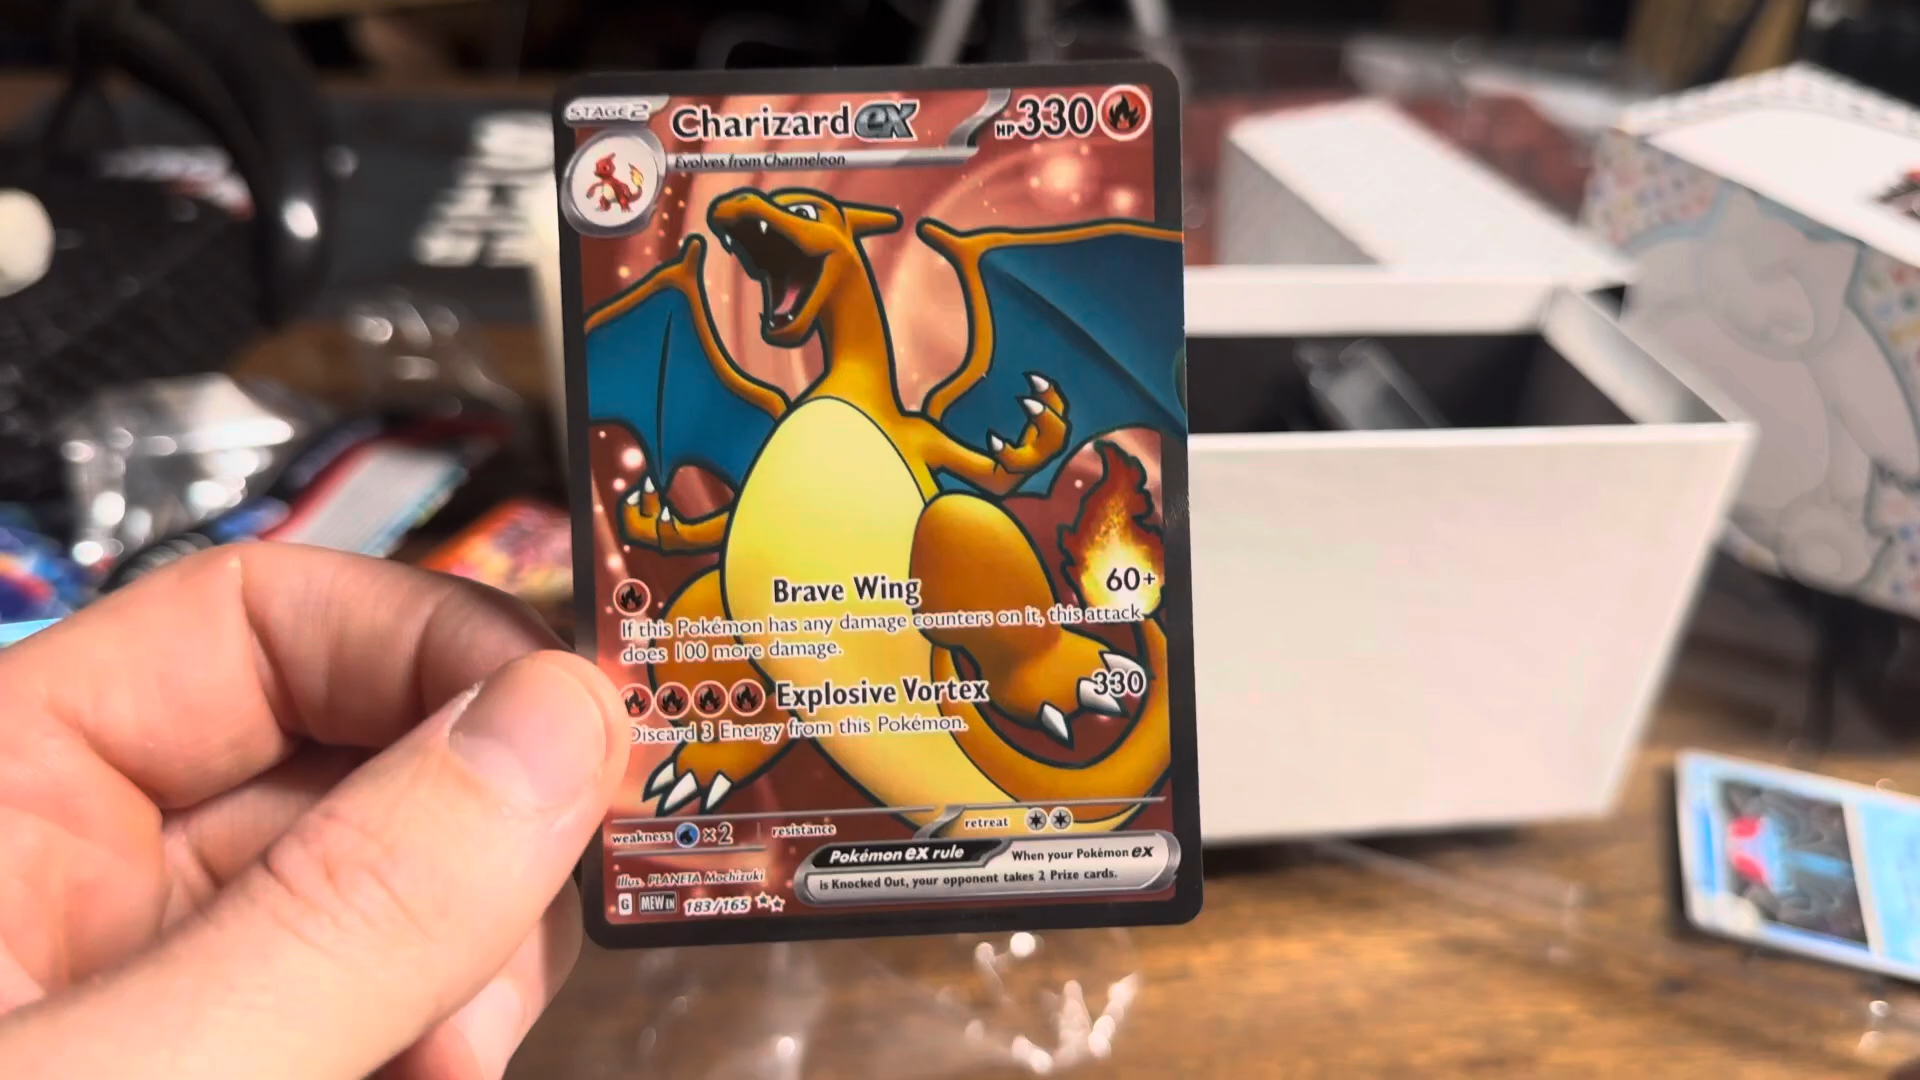 STAGE2
Charizard ex
HP330
Evolves from Charmeleon
Brave Wing 60+
If this Pokémon has any damage counters on it, this attack
does 100 more damage.
Explosive Vortex 330
Discard 3 Energy from this Pokémon.
weakness ×2 resistance retreat
Pokémon ex rule When your Pokémon ex
is Knocked Out, your opponent takes 2 Prize cards.
Illus. PLANETA Mochizuki
G MEW EN 183/165